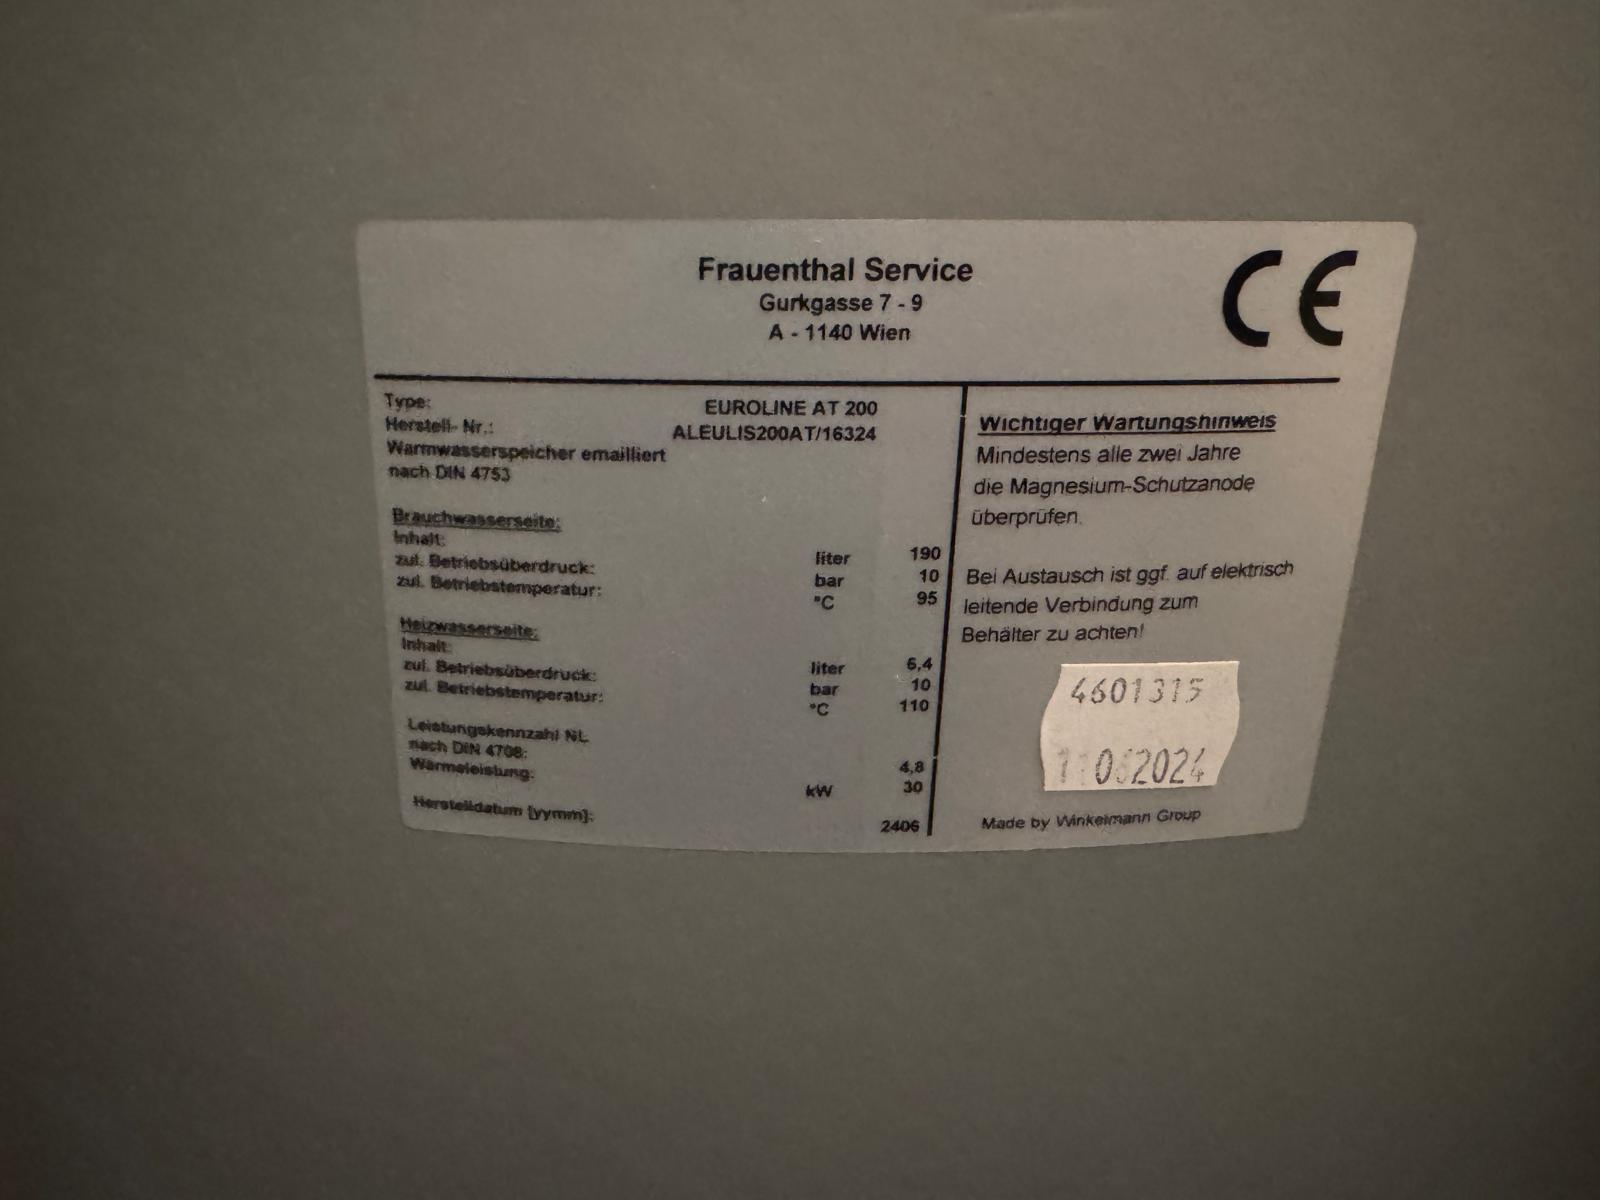 Frauenthal Service
Gurkgasse 7 - 9
A - 1140 Wien
CE
Type: EUROLINE AT 200
Herstell- Nr.: ALEULIS200AT/16324
Warmwasserspeicher emailliert
nach DIN 4753
Brauchwasserseite:
Inhalt: liter 190
zul. Betriebsüberdruck: bar 10
zul. Betriebstemperatur: °C 95
Heizwasserseite:
Inhalt: liter 6,4
zul. Betriebsüberdruck: bar 10
zul. Betriebstemperatur: °C 110
Leistungskennzahl NL
nach DIN 4708: 4,8
Wärmeleistung: kW 30
Herstelldatum [yymm]: 2406
Wichtiger Wartungshinweis
Mindestens alle zwei Jahre
die Magnesium-Schutzanode
überprüfen.
Bei Austausch ist ggf. auf elektrisch
leitende Verbindung zum
Behälter zu achten!
4601315
11062024
Made by Winkelmann Group